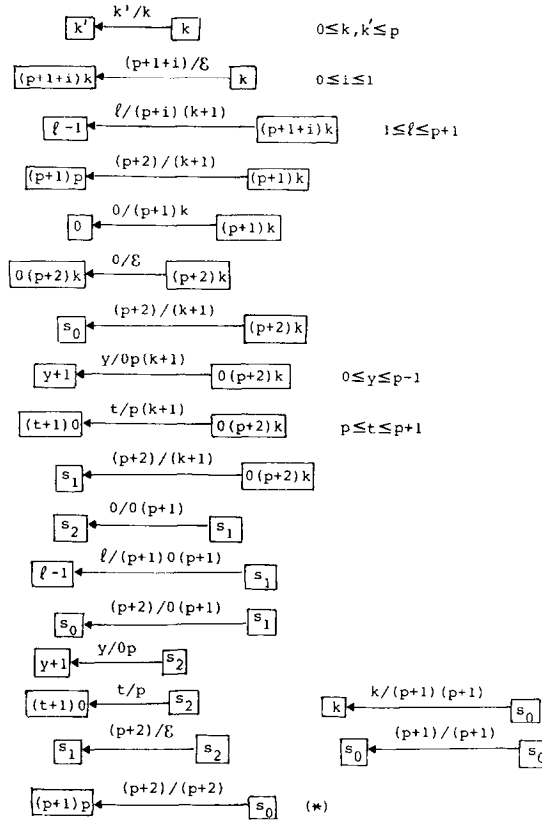 k'/k
k' k 0≤k,k'≤p
(p+1+i)/ε
(p+1+i)k k 0≤i≤1
ℓ/(p+i)(k+1)
ℓ-1 (p+1+i)k 1≤ℓ≤p+1
(p+2)/(k+1)
(p+1)p (p+1)k
0/(p+1)k
0 (p+1)k
0/ε
0(p+2)k (p+2)k
(p+2)/(k+1)
s₀ (p+2)k
y/0p(k+1)
y+1 0(p+2)k 0≤y≤p-1
t/p(k+1)
(t+1)0 0(p+2)k p≤t≤p+1
(p+2)/(k+1)
s₁ 0(p+2)k
0/0(p+1)
s₂ s₁
ℓ/(p+1)0(p+1)
ℓ-1 s₁
(p+2)/0(p+1)
s₀ s₁
y/0p
y+1 s₂
t/p k/(p+1)(p+1)
(t+1)0 s₂ k s₀
(p+2)/ε (p+1)/(p+1)
s₁ s₂ s₀ s₀
(p+2)/(p+2)
(p+1)p s₀ (*)